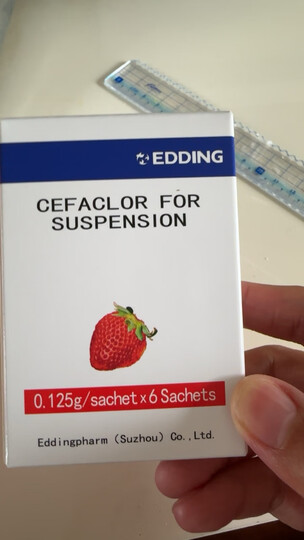 EDDING
CEFACLOR FOR
SUSPENSION
0.125g/sachet x 6 Sachets
Eddingpharm (Suzhou) Co.,Ltd.